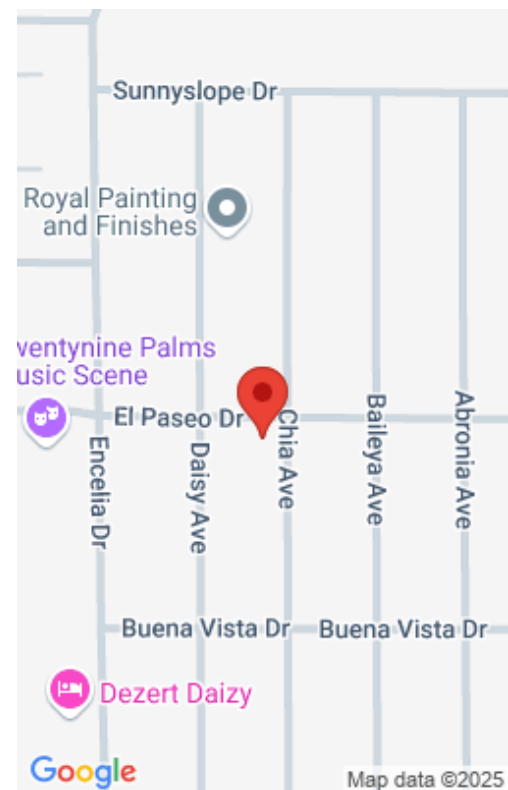 Sunnyslope Dr
Royal Painting
and Finishes
wentynine Palms
usic Scene
El Paseo Dr
Encelia Dr
Daisy Ave
Chia Ave
Baileya Ave
Abronia Ave
Buena Vista Dr
Buena Vista Dr
Dezert Daizy
Google
Map data ©2025